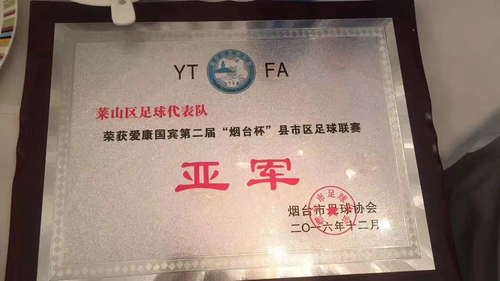 YT FA
莱山区足球代表队
荣获爱康国宾第二届“烟台杯”县市区足球联赛
亚军
烟台市足球协会
二〇一六年十二月